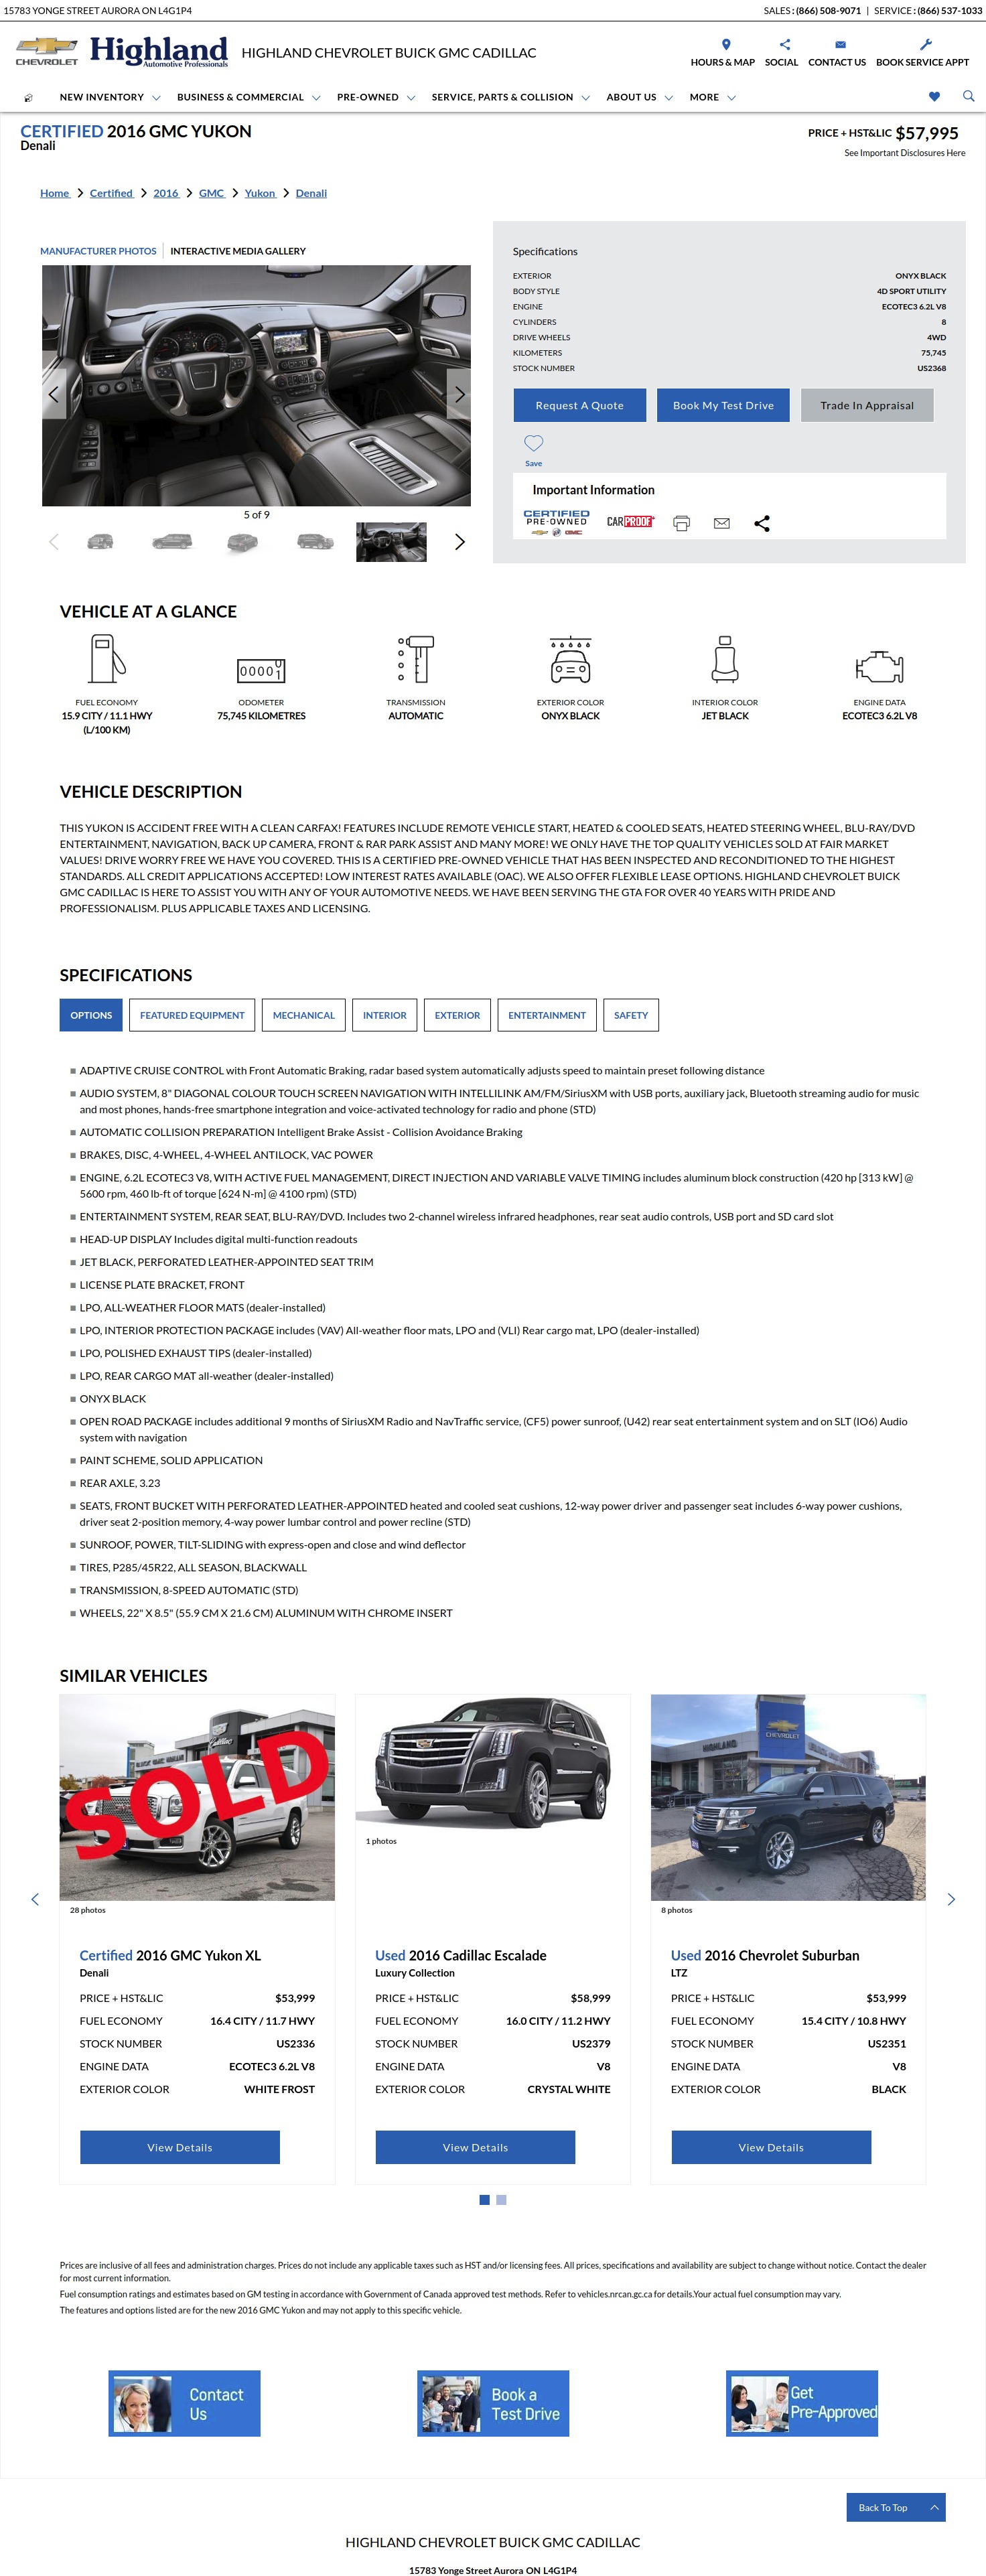 15783 YONGE STREET AURORA ON L4G1P4
SALES : (866) 508-9071 | SERVICE : (866) 537-1033
CHEVROLET
Highland
Automotive Professionals
HIGHLAND CHEVROLET BUICK GMC CADILLAC
HOURS & MAP SOCIAL CONTACT US BOOK SERVICE APPT
NEW INVENTORY BUSINESS & COMMERCIAL PRE-OWNED SERVICE, PARTS & COLLISION ABOUT US MORE
CERTIFIED 2016 GMC YUKON
Denali
PRICE + HST&LIC $57,995
See Important Disclosures Here
Home Certified 2016 GMC Yukon Denali
MANUFACTURER PHOTOS INTERACTIVE MEDIA GALLERY
5 of 9
Specifications
EXTERIOR ONYX BLACK
BODY STYLE 4D SPORT UTILITY
ENGINE ECOTEC3 6.2L V8
CYLINDERS 8
DRIVE WHEELS 4WD
KILOMETERS 75,745
STOCK NUMBER US2368
Request A Quote Book My Test Drive Trade In Appraisal
Save
Important Information
CERTIFIED
PRE-OWNED
GMC
CARPROOF
VEHICLE AT A GLANCE
00001
FUEL ECONOMY
15.9 CITY / 11.1 HWY
(L/100 KM)
ODOMETER
75,745 KILOMETRES
TRANSMISSION
AUTOMATIC
EXTERIOR COLOR
ONYX BLACK
INTERIOR COLOR
JET BLACK
ENGINE DATA
ECOTEC3 6.2L V8
VEHICLE DESCRIPTION
THIS YUKON IS ACCIDENT FREE WITH A CLEAN CARFAX! FEATURES INCLUDE REMOTE VEHICLE START, HEATED & COOLED SEATS, HEATED STEERING WHEEL, BLU-RAY/DVD
ENTERTAINMENT, NAVIGATION, BACK UP CAMERA, FRONT & RAR PARK ASSIST AND MANY MORE! WE ONLY HAVE THE TOP QUALITY VEHICLES SOLD AT FAIR MARKET
VALUES! DRIVE WORRY FREE WE HAVE YOU COVERED. THIS IS A CERTIFIED PRE-OWNED VEHICLE THAT HAS BEEN INSPECTED AND RECONDITIONED TO THE HIGHEST
STANDARDS. ALL CREDIT APPLICATIONS ACCEPTED! LOW INTEREST RATES AVAILABLE (OAC). WE ALSO OFFER FLEXIBLE LEASE OPTIONS. HIGHLAND CHEVROLET BUICK
GMC CADILLAC IS HERE TO ASSIST YOU WITH ANY OF YOUR AUTOMOTIVE NEEDS. WE HAVE BEEN SERVING THE GTA FOR OVER 40 YEARS WITH PRIDE AND
PROFESSIONALISM. PLUS APPLICABLE TAXES AND LICENSING.
SPECIFICATIONS
OPTIONS FEATURED EQUIPMENT MECHANICAL INTERIOR EXTERIOR ENTERTAINMENT SAFETY
ADAPTIVE CRUISE CONTROL with Front Automatic Braking, radar based system automatically adjusts speed to maintain preset following distance
AUDIO SYSTEM, 8" DIAGONAL COLOUR TOUCH SCREEN NAVIGATION WITH INTELLILINK AM/FM/SiriusXM with USB ports, auxiliary jack, Bluetooth streaming audio for music
and most phones, hands-free smartphone integration and voice-activated technology for radio and phone (STD)
AUTOMATIC COLLISION PREPARATION Intelligent Brake Assist - Collision Avoidance Braking
BRAKES, DISC, 4-WHEEL, 4-WHEEL ANTILOCK, VAC POWER
ENGINE, 6.2L ECOTEC3 V8, WITH ACTIVE FUEL MANAGEMENT, DIRECT INJECTION AND VARIABLE VALVE TIMING includes aluminum block construction (420 hp [313 kW] @
5600 rpm, 460 lb-ft of torque [624 N-m] @ 4100 rpm) (STD)
ENTERTAINMENT SYSTEM, REAR SEAT, BLU-RAY/DVD. Includes two 2-channel wireless infrared headphones, rear seat audio controls, USB port and SD card slot
HEAD-UP DISPLAY Includes digital multi-function readouts
JET BLACK, PERFORATED LEATHER-APPOINTED SEAT TRIM
LICENSE PLATE BRACKET, FRONT
LPO, ALL-WEATHER FLOOR MATS (dealer-installed)
LPO, INTERIOR PROTECTION PACKAGE includes (VAV) All-weather floor mats, LPO and (VLI) Rear cargo mat, LPO (dealer-installed)
LPO, POLISHED EXHAUST TIPS (dealer-installed)
LPO, REAR CARGO MAT all-weather (dealer-installed)
ONYX BLACK
OPEN ROAD PACKAGE includes additional 9 months of SiriusXM Radio and NavTraffic service, (CF5) power sunroof, (U42) rear seat entertainment system and on SLT (IO6) Audio
system with navigation
PAINT SCHEME, SOLID APPLICATION
REAR AXLE, 3.23
SEATS, FRONT BUCKET WITH PERFORATED LEATHER-APPOINTED heated and cooled seat cushions, 12-way power driver and passenger seat includes 6-way power cushions,
driver seat 2-position memory, 4-way power lumbar control and power recline (STD)
SUNROOF, POWER, TILT-SLIDING with express-open and close and wind deflector
TIRES, P285/45R22, ALL SEASON, BLACKWALL
TRANSMISSION, 8-SPEED AUTOMATIC (STD)
WHEELS, 22" X 8.5" (55.9 CM X 21.6 CM) ALUMINUM WITH CHROME INSERT
SIMILAR VEHICLES
SOLD
HIGHLAND
CHEVROLET
28 photos
1 photos
8 photos
Certified 2016 GMC Yukon XL
Denali
PRICE + HST&LIC $53,999
FUEL ECONOMY 16.4 CITY / 11.7 HWY
STOCK NUMBER US2336
ENGINE DATA ECOTEC3 6.2L V8
EXTERIOR COLOR WHITE FROST
View Details
Used 2016 Cadillac Escalade
Luxury Collection
PRICE + HST&LIC $58,999
FUEL ECONOMY 16.0 CITY / 11.2 HWY
STOCK NUMBER US2379
ENGINE DATA V8
EXTERIOR COLOR CRYSTAL WHITE
View Details
Used 2016 Chevrolet Suburban
LTZ
PRICE + HST&LIC $53,999
FUEL ECONOMY 15.4 CITY / 10.8 HWY
STOCK NUMBER US2351
ENGINE DATA V8
EXTERIOR COLOR BLACK
View Details
Prices are inclusive of all fees and administration charges. Prices do not include any applicable taxes such as HST and/or licensing fees. All prices, specifications and availability are subject to change without notice. Contact the dealer
for most current information.
Fuel consumption ratings and estimates based on GM testing in accordance with Government of Canada approved test methods. Refer to vehicles.nrcan.gc.ca for details.Your actual fuel consumption may vary.
The features and options listed are for the new 2016 GMC Yukon and may not apply to this specific vehicle.
Contact
Us
Book a
Test Drive
Get
Pre-Approved
Back To Top
HIGHLAND CHEVROLET BUICK GMC CADILLAC
15783 Yonge Street Aurora ON L4G1P4